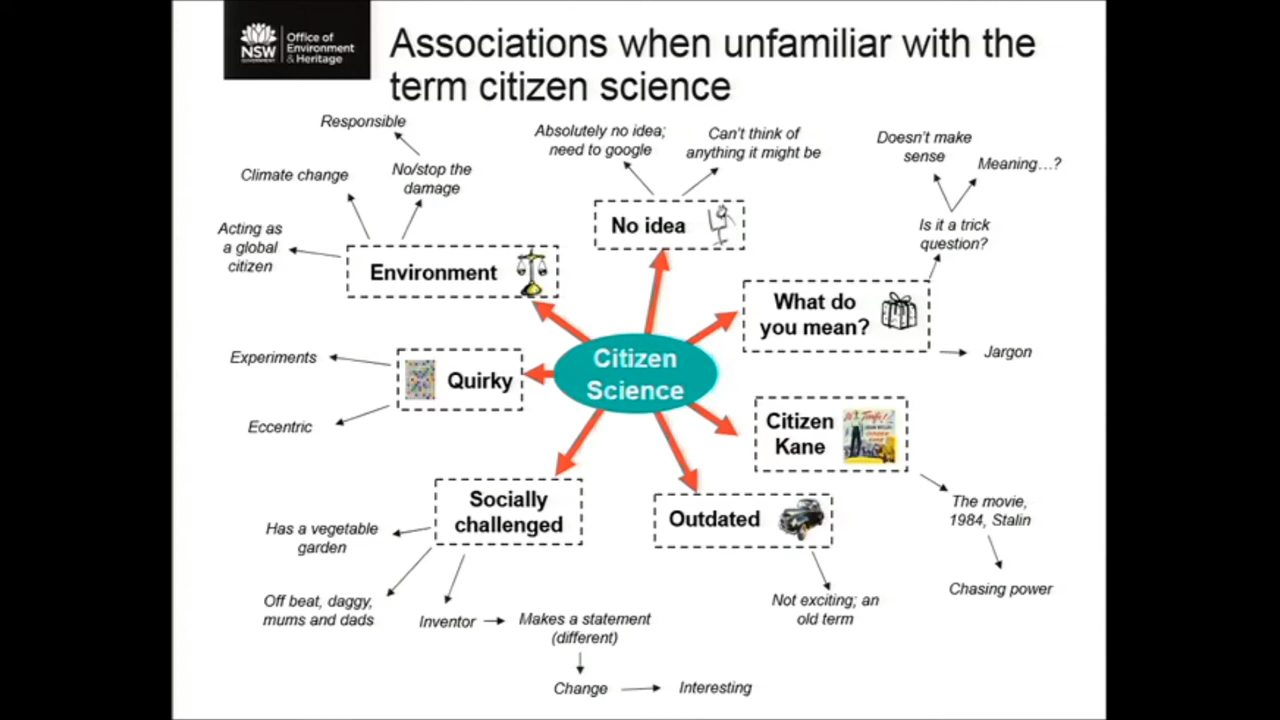 NSW
GOVERNMENT
Office of
Environment
& Heritage
Associations when unfamiliar with the
term citizen science
Responsible
Absolutely no idea;
need to google
Can't think of
anything it might be
Doesn't make
sense
Meaning…?
Climate change
No/stop the
damage
No idea
Is it a trick
question?
Acting as
a global
citizen
Environment
What do
you mean?
Jargon
Citizen
Science
Experiments
Quirky
Eccentric
Citizen
Kane
Socially
challenged
Outdated
The movie,
1984, Stalin
Has a vegetable
garden
Chasing power
Off beat, daggy,
mums and dads
Inventor
Makes a statement
(different)
Not exciting; an
old term
Change
Interesting